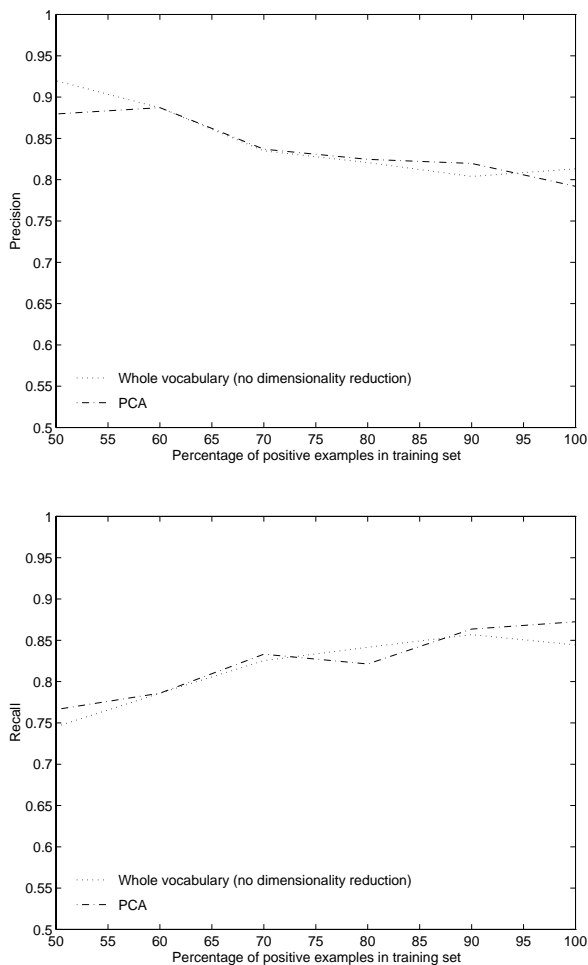 1
0.95
0.9
0.85
0.8
0.75
0.7
0.65
0.6
0.55
0.5
Precision
Whole vocabulary (no dimensionality reduction)
PCA
50 55 60 65 70 75 80 85 90 95 100
Percentage of positive examples in training set
1
0.95
0.9
0.85
0.8
0.75
0.7
0.65
0.6
0.55
0.5
Recall
Whole vocabulary (no dimensionality reduction)
PCA
50 55 60 65 70 75 80 85 90 95 100
Percentage of positive examples in training set